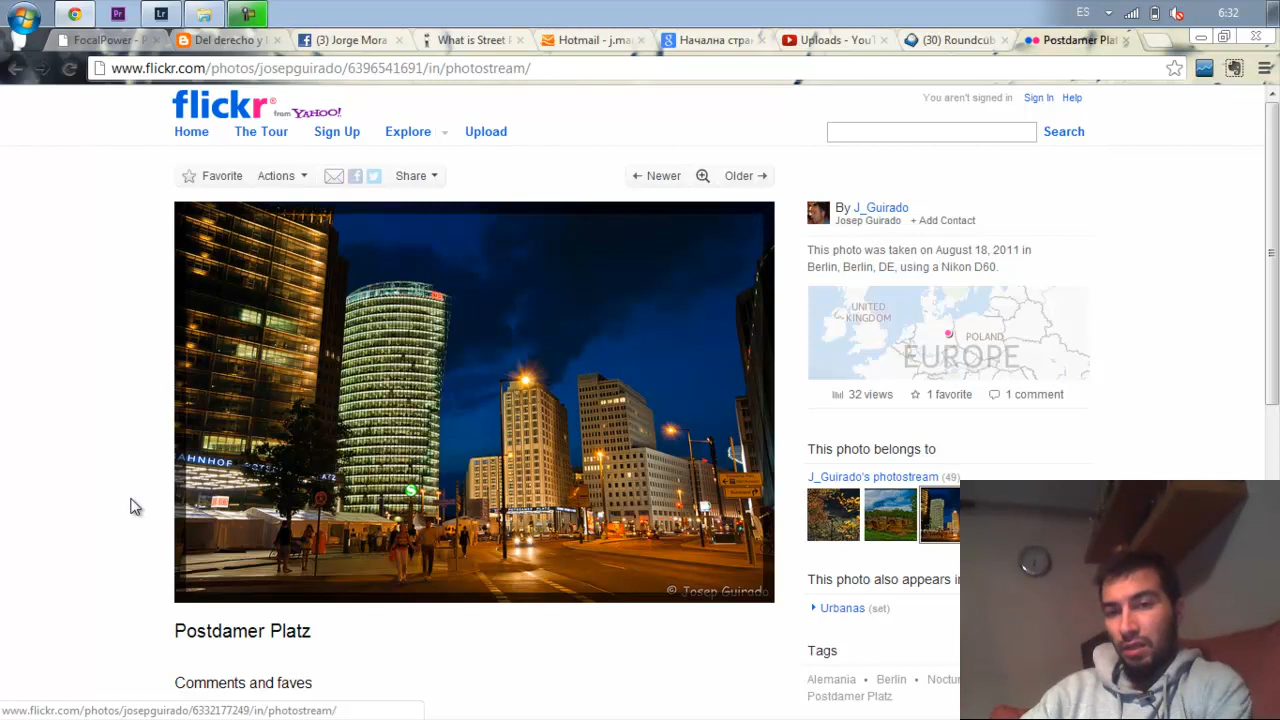 ES 6:32
FocalPower - P
Del derecho y l
(3) Jorge Mora
What is Street P
Hotmail - j.ma
Начална стра
Uploads - YouT
(30) Roundcub
Postdamer Plat
www.flickr.com/photos/josepguirado/6396541691/in/photostream/
flickr from YAHOO!
You aren't signed in Sign In Help
Home The Tour Sign Up Explore Upload
Search
Favorite Actions Share
← Newer Older →
By J_Guirado
Josep Guirado + Add Contact
This photo was taken on August 18, 2011 in
Berlin, Berlin, DE, using a Nikon D60.
UNITED
KINGDOM
POLAND
EUROPE
32 views 1 favorite 1 comment
This photo belongs to
J_Guirado's photostream (49)
AHNHOF
© Josep Guirado
This photo also appears in
Urbanas (set)
Postdamer Platz
Tags
Alemania • Berlin • Noctur
Postdamer Platz
Comments and faves
www.flickr.com/photos/josepguirado/6332177249/in/photostream/